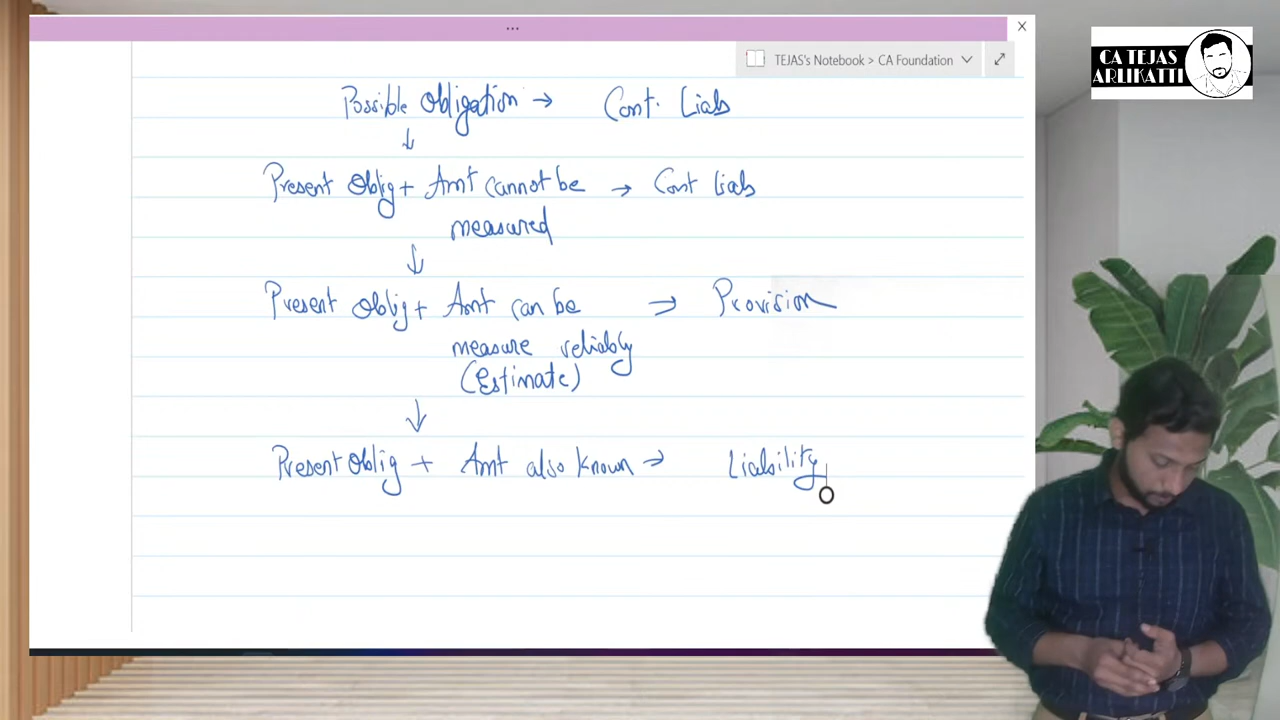 ...
X
TEJAS's Notebook > CA Foundation
CA TEJAS
ARLIKATTI
Possible obligation → Cont. Liabs
↓
Present Oblig + Amt cannot be → Cont Liab
measured
↓
Present Oblig + Amt can be ⇒ Provision
measure reliably
(Estimate)
↓
Present Oblig + Amt also known → Liability